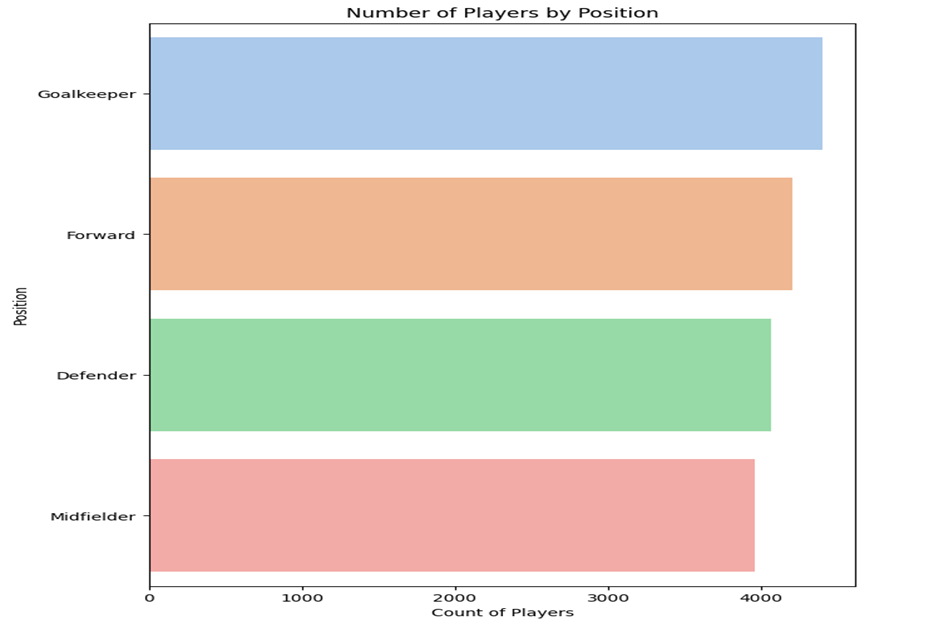 Number of Players by Position
Goalkeeper
Forward
Position
Defender
Midfielder
0 1000 2000 3000 4000
Count of Players